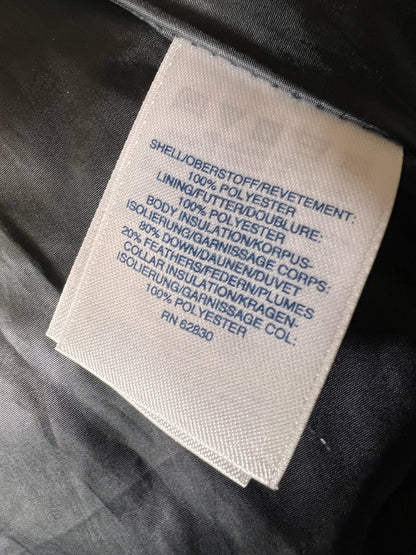 SHELL/OBERSTOFF/REVETEMENT:
100% POLYESTER
LINING/FUTTER/DOUBLURE:
100% POLYESTER
BODY INSULATION/KORPUS-
ISOLIERUNG/GARNISSAGE CORPS:
80% DOWN/DAUNEN/DUVET
20% FEATHERS/FEDERN/PLUMES
COLLAR INSULATION/KRAGEN-
ISOLIERUNG/GARNISSAGE COL:
100% POLYESTER
RN 62830